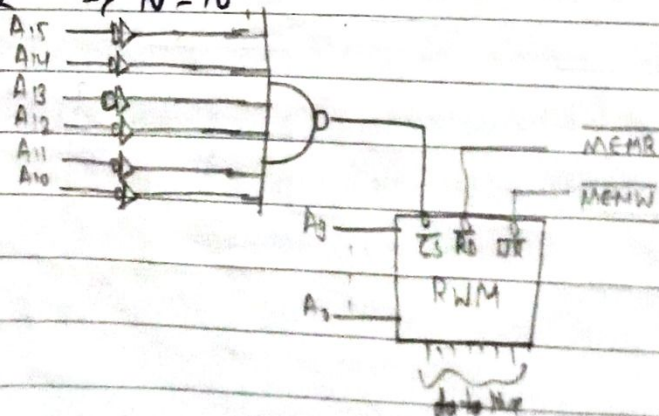 → N = 10
A15
A14
A13
A12
A11
A10
MEMR
MEMW
A9
CS RD WR
RWM
A0